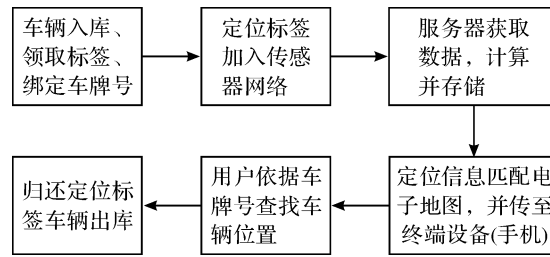 车辆入库、
领取标签、
绑定车牌号
定位标签
加入传感
器网络
服务器获取
数据，计算
并存储
定位信息匹配电
子地图，并传至
终端设备(手机)
用户依据车
牌号查找车
辆位置
归还定位标
签车辆出库